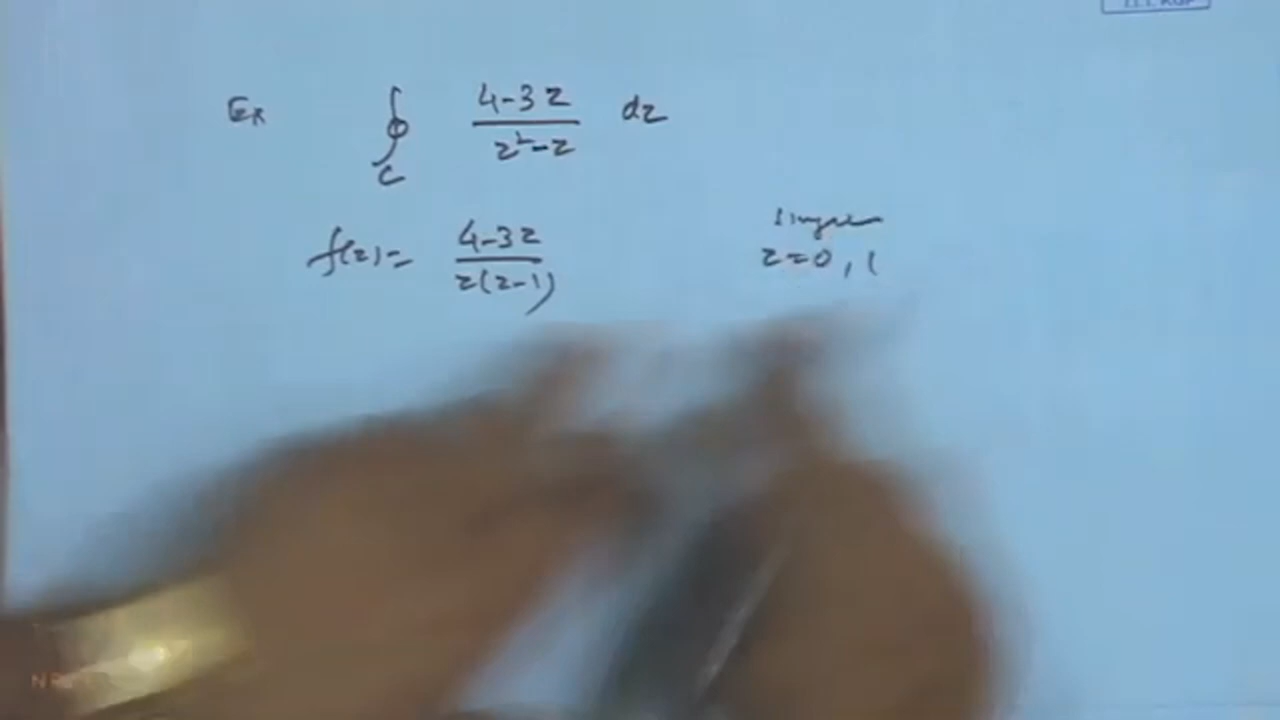 Ex ∮_C (4-3z)/(z²-z) dz
f(z) = (4-3z)/(z(z-1))
z=0, 1